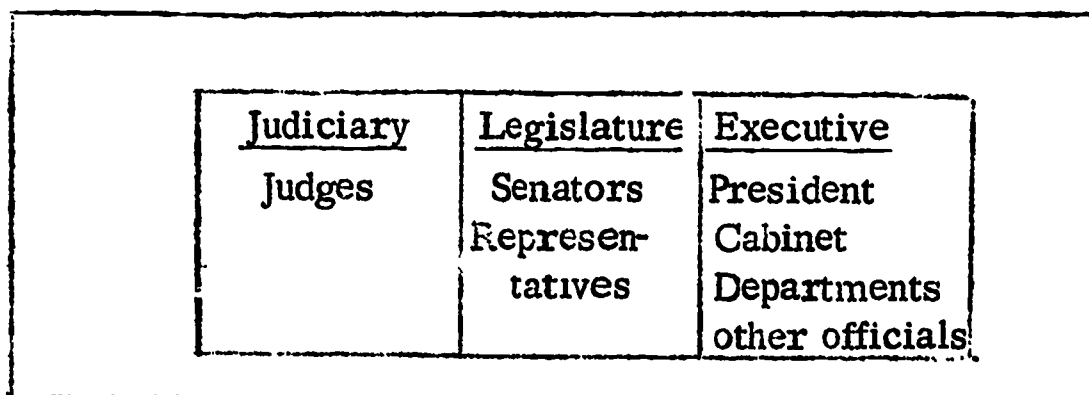 Judiciary Legislature Executive
Judges Senators President
Represen- Cabinet
tatives Departments
other officials